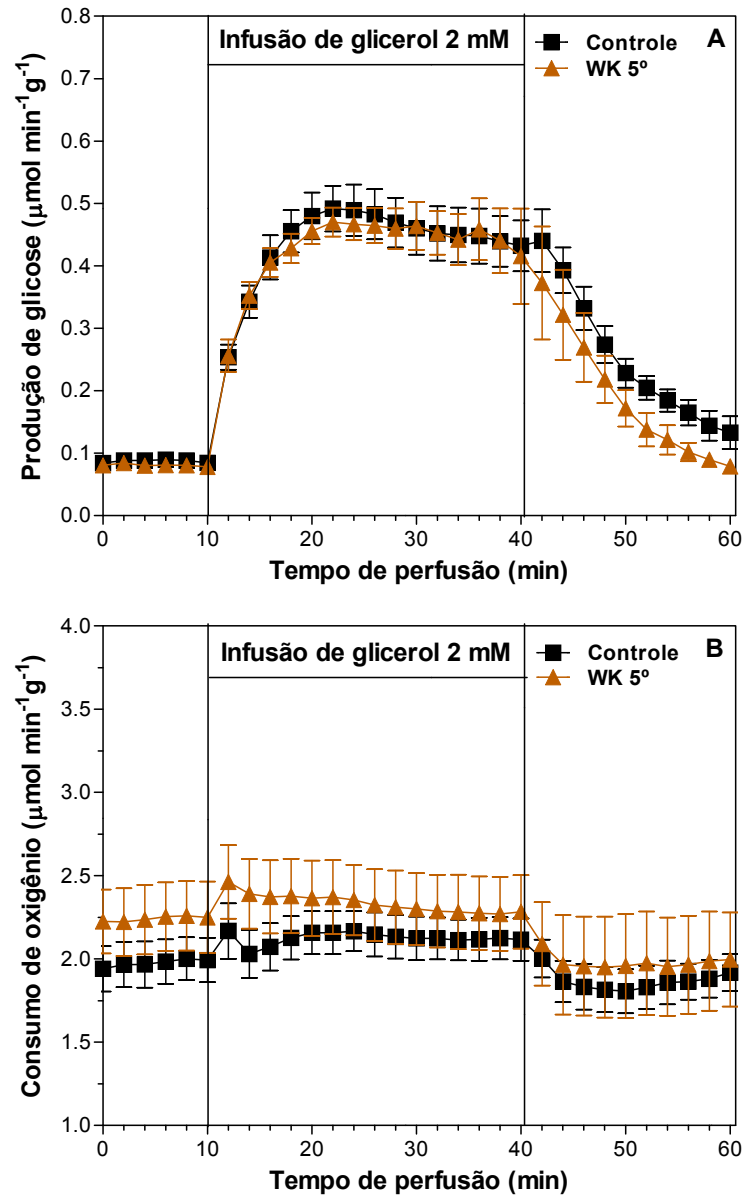 Infusão de glicerol 2 mM
Controle
A
WK 5º
0.8
0.7
0.6
0.5
0.4
0.3
0.2
0.1
0.0
Produção de glicose (μmol min⁻¹g⁻¹)
0 10 20 30 40 50 60
Tempo de perfusão (min)
Infusão de glicerol 2 mM
Controle
B
WK 5º
4.0
3.5
3.0
2.5
2.0
1.5
1.0
Consumo de oxigênio (μmol min⁻¹g⁻¹)
0 10 20 30 40 50 60
Tempo de perfusão (min)